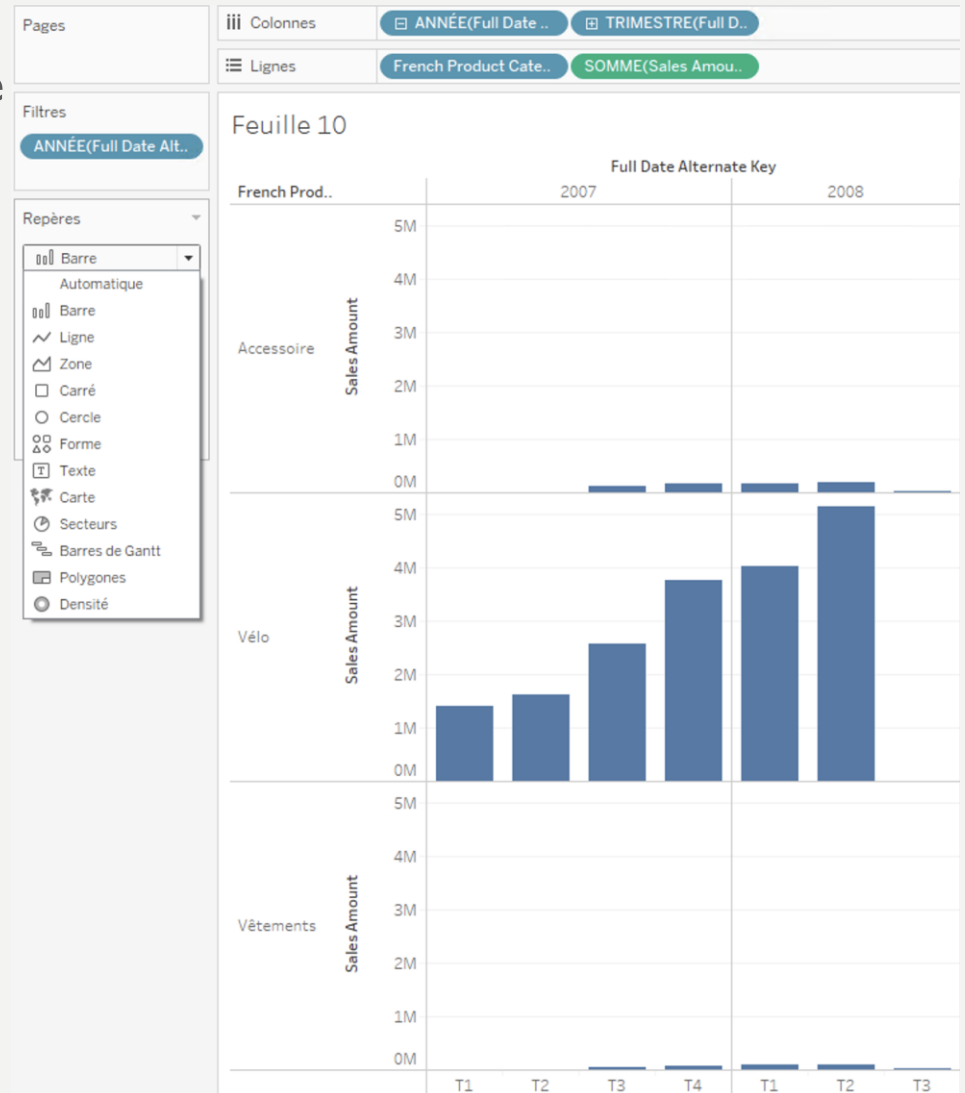 Pages
Colonnes
ANNÉE(Full Date ..
TRIMESTRE(Full D..
Lignes
French Product Cate..
SOMME(Sales Amou..
e
Filtres
ANNÉE(Full Date Alt..
Repères
Barre
Automatique
Barre
Ligne
Zone
Carré
Cercle
Forme
Texte
Carte
Secteurs
Barres de Gantt
Polygones
Densité
Feuille 10
Full Date Alternate Key
French Prod..
2007
2008
Accessoire
Sales Amount
5M
4M
3M
2M
1M
0M
Vélo
Sales Amount
5M
4M
3M
2M
1M
0M
Vêtements
Sales Amount
5M
4M
3M
2M
1M
0M
T1
T2
T3
T4
T1
T2
T3